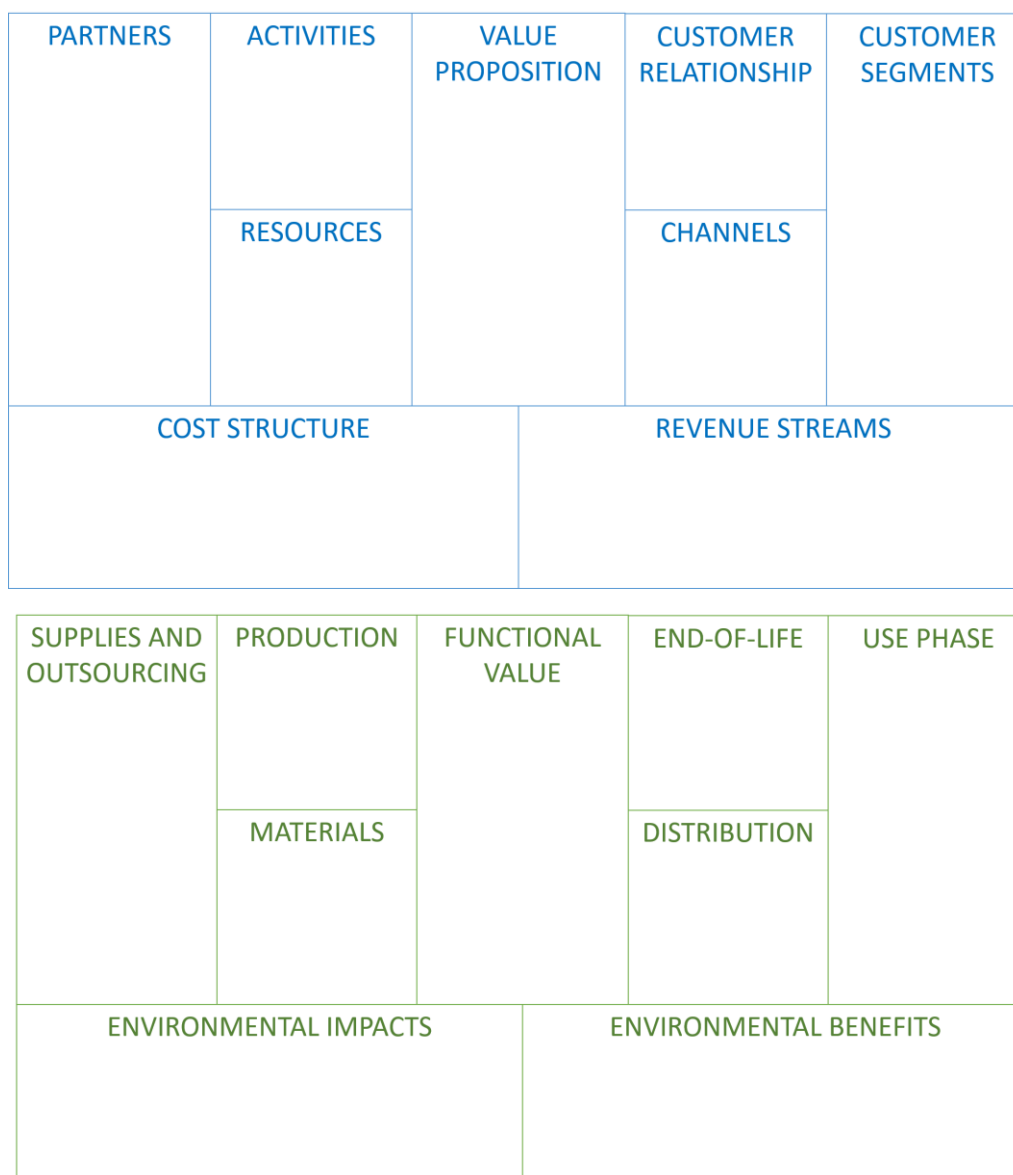 PARTNERS
ACTIVITIES
VALUE
PROPOSITION
CUSTOMER
RELATIONSHIP
CUSTOMER
SEGMENTS
RESOURCES
CHANNELS
COST STRUCTURE
REVENUE STREAMS
SUPPLIES AND
OUTSOURCING
PRODUCTION
FUNCTIONAL
VALUE
END-OF-LIFE
USE PHASE
MATERIALS
DISTRIBUTION
ENVIRONMENTAL IMPACTS
ENVIRONMENTAL BENEFITS